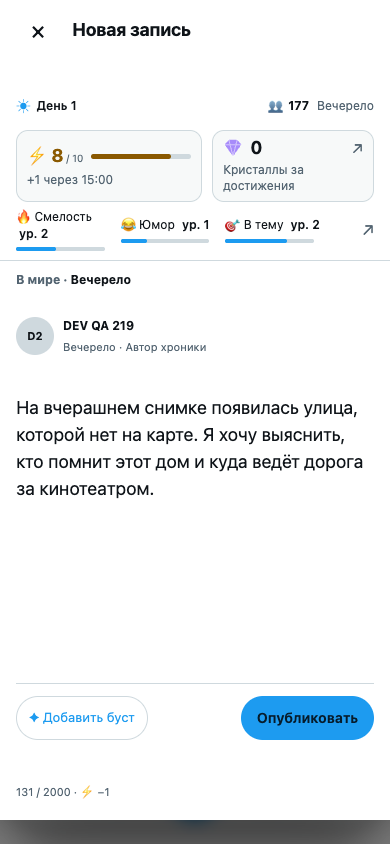 × Новая запись
☀️ День 1
👥 177 Вечерело
⚡ 8 / 10
+1 через 15:00
💎 0 ↗
Кристаллы за
достижения
🔥 Смелость
ур. 2
😂 Юмор ур. 1
🎯 В тему ур. 2 ↗
В мире · Вечерело
D2
DEV QA 219
Вечерело · Автор хроники
На вчерашнем снимке появилась улица,
которой нет на карте. Я хочу выяснить,
кто помнит этот дом и куда ведёт дорога
за кинотеатром.
✦ Добавить буст
Опубликовать
131 / 2000 · ⚡ −1